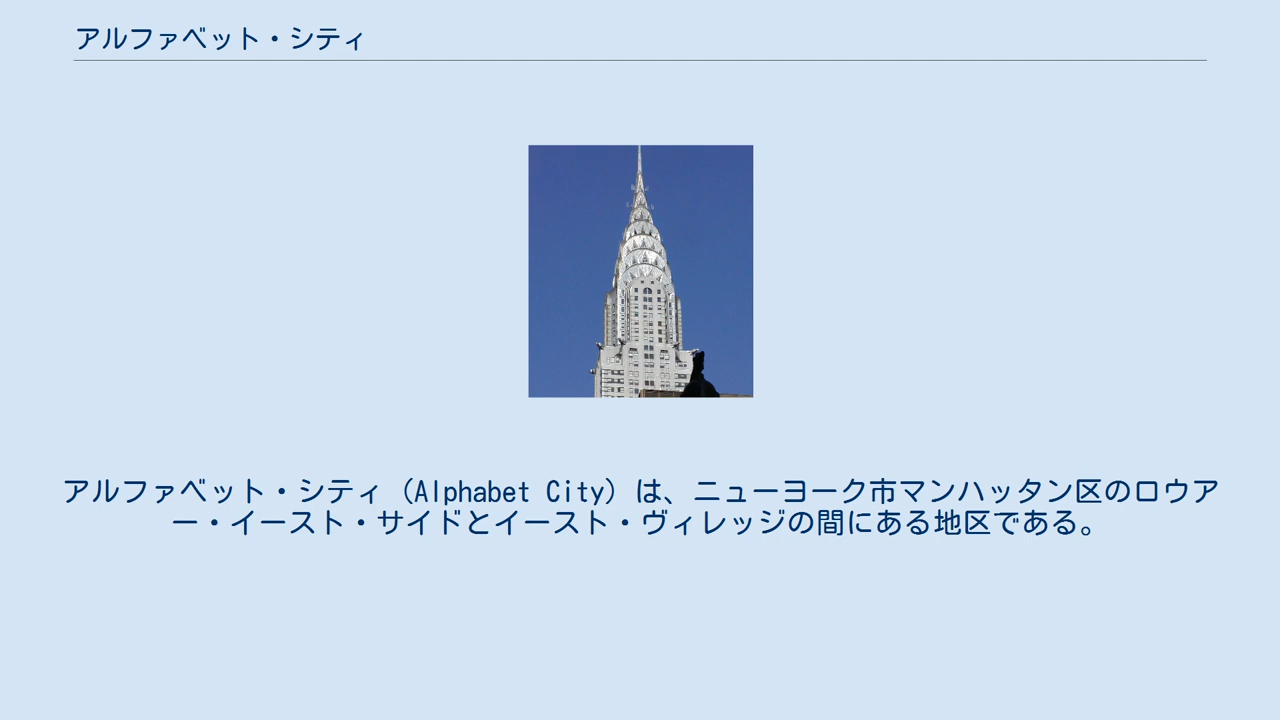 アルファベット・シティ
アルファベット・シティ（Alphabet City）は、ニューヨーク市マンハッタン区のロウア
ー・イースト・サイドとイースト・ヴィレッジの間にある地区である。